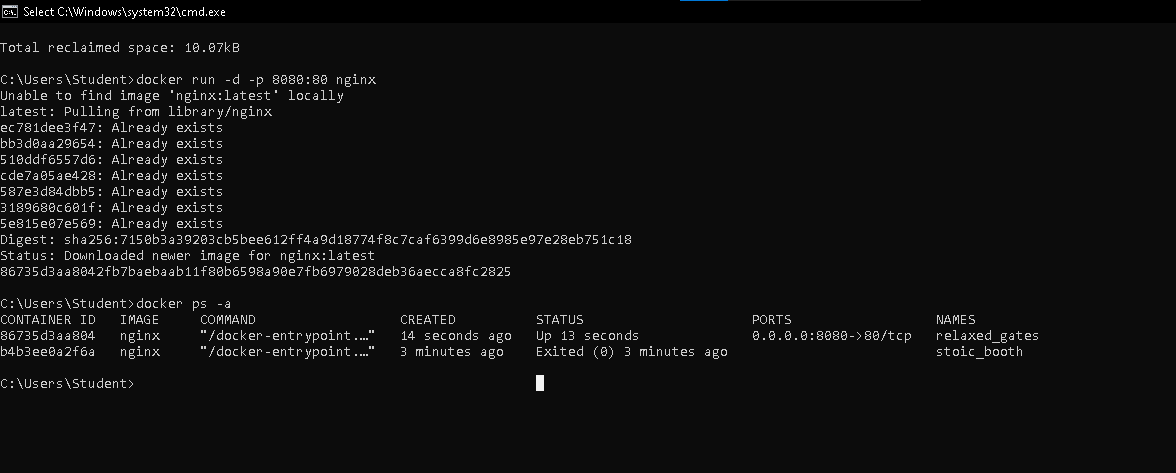 Select C:\Windows\system32\cmd.exe
Total reclaimed space: 10.07kB
C:\Users\Student>docker run -d -p 8080:80 nginx
Unable to find image 'nginx:latest' locally
latest: Pulling from library/nginx
ec781dee3f47: Already exists
bb3d0aa29654: Already exists
510ddf6557d6: Already exists
cde7a05ae428: Already exists
587e3d84dbb5: Already exists
3189680c601f: Already exists
5e815e07e569: Already exists
Digest: sha256:7150b3a39203cb5bee612ff4a9d18774f8c7caf6399d6e8985e97e28eb751c18
Status: Downloaded newer image for nginx:latest
86735d3aa8042fb7baebaab11f80b6598a90e7fb6979028deb36aecca8fc2825
C:\Users\Student>docker ps -a
CONTAINER ID   IMAGE     COMMAND                  CREATED          STATUS                     PORTS                  NAMES
86735d3aa804   nginx     "/docker-entrypoint.…"   14 seconds ago   Up 13 seconds              0.0.0.0:8080->80/tcp   relaxed_gates
b4b3ee0a2f6a   nginx     "/docker-entrypoint.…"   3 minutes ago    Exited (0) 3 minutes ago                          stoic_booth
C:\Users\Student>